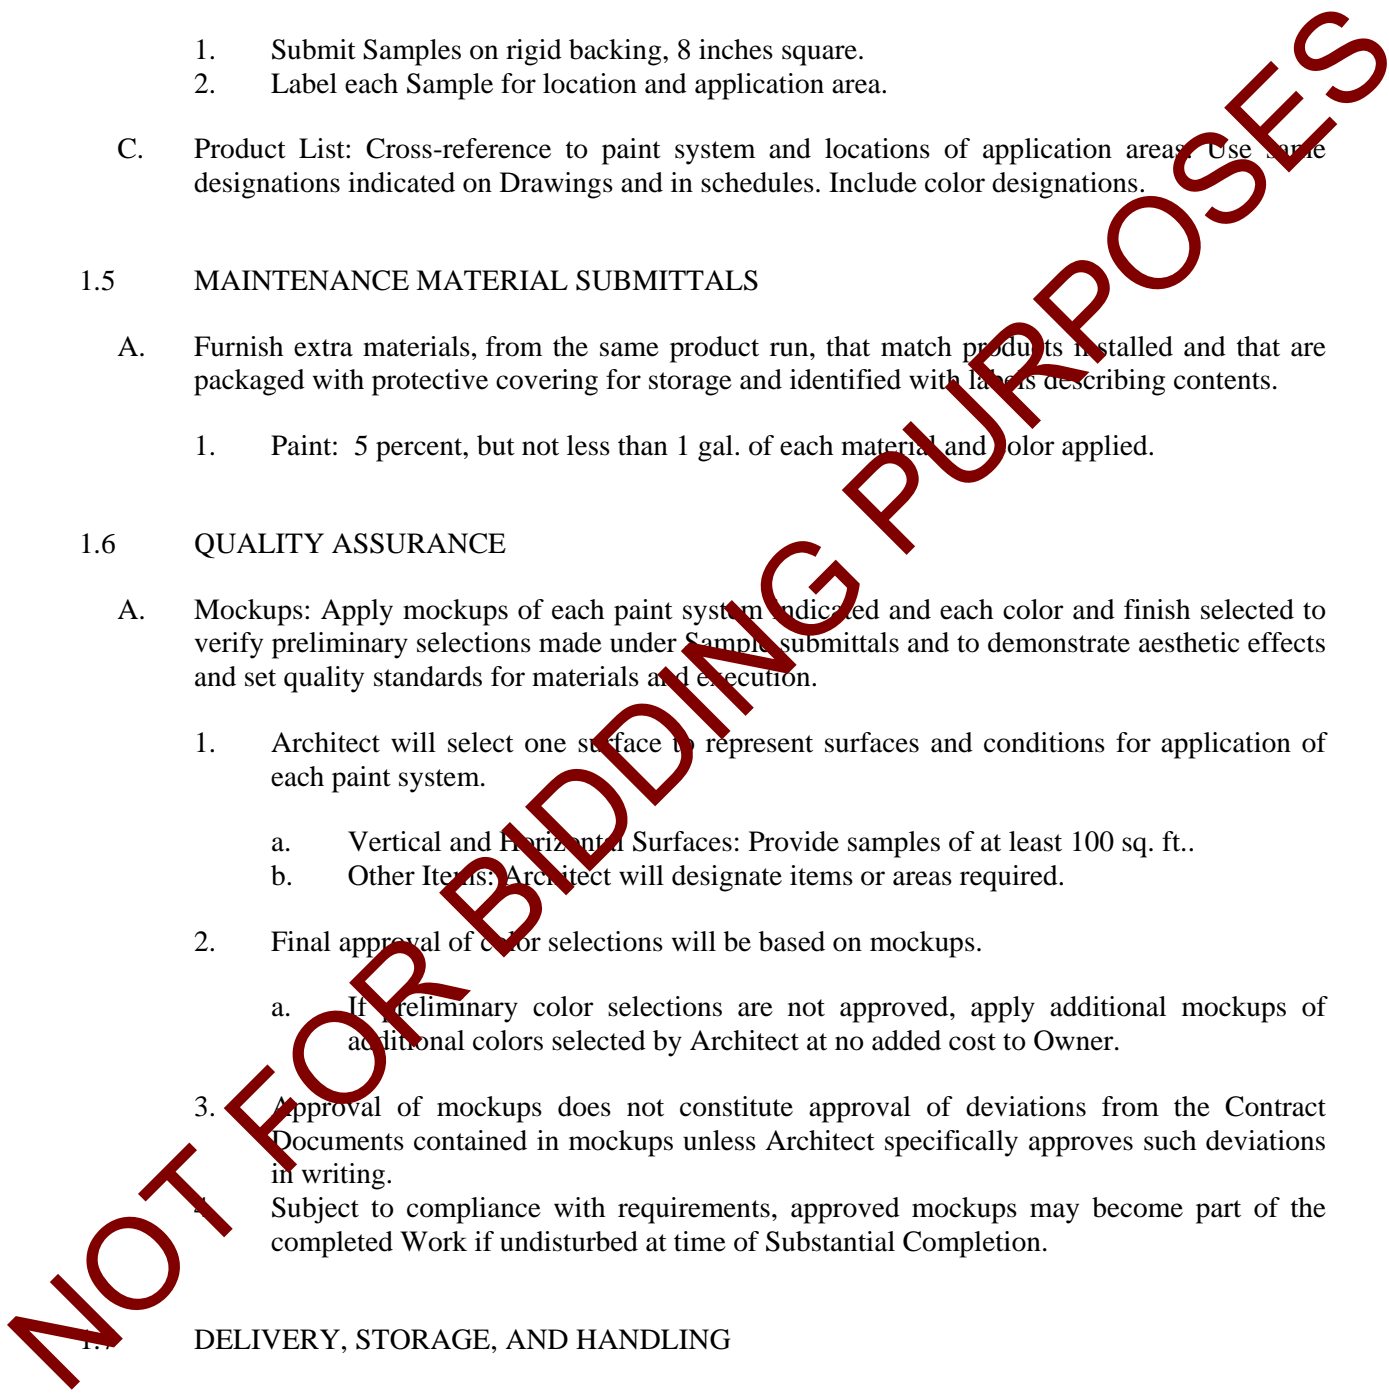 1. Submit Samples on rigid backing, 8 inches square.
2. Label each Sample for location and application area.
C. Product List: Cross-reference to paint system and locations of application areas. Use same
designations indicated on Drawings and in schedules. Include color designations.
1.5 MAINTENANCE MATERIAL SUBMITTALS
A. Furnish extra materials, from the same product run, that match products installed and that are
packaged with protective covering for storage and identified with labels describing contents.
1. Paint: 5 percent, but not less than 1 gal. of each material and color applied.
1.6 QUALITY ASSURANCE
A. Mockups: Apply mockups of each paint system indicated and each color and finish selected to
verify preliminary selections made under Sample submittals and to demonstrate aesthetic effects
and set quality standards for materials and execution.
1. Architect will select one surface to represent surfaces and conditions for application of
each paint system.
a. Vertical and Horizontal Surfaces: Provide samples of at least 100 sq. ft..
b. Other Items: Architect will designate items or areas required.
2. Final approval of color selections will be based on mockups.
a. If preliminary color selections are not approved, apply additional mockups of
additional colors selected by Architect at no added cost to Owner.
3. Approval of mockups does not constitute approval of deviations from the Contract
Documents contained in mockups unless Architect specifically approves such deviations
in writing.
4. Subject to compliance with requirements, approved mockups may become part of the
completed Work if undisturbed at time of Substantial Completion.
1.7 DELIVERY, STORAGE, AND HANDLING
NOT FOR BIDDING PURPOSES